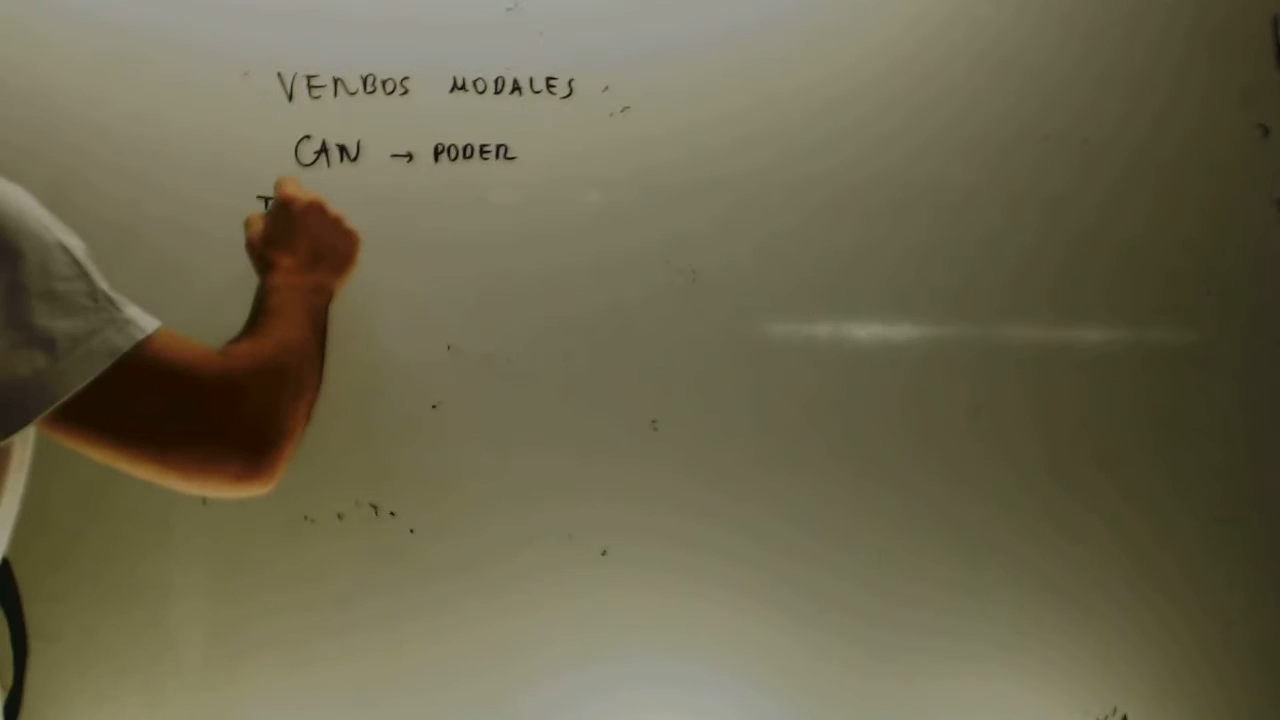 VERBOS MODALES
CAN → PODER